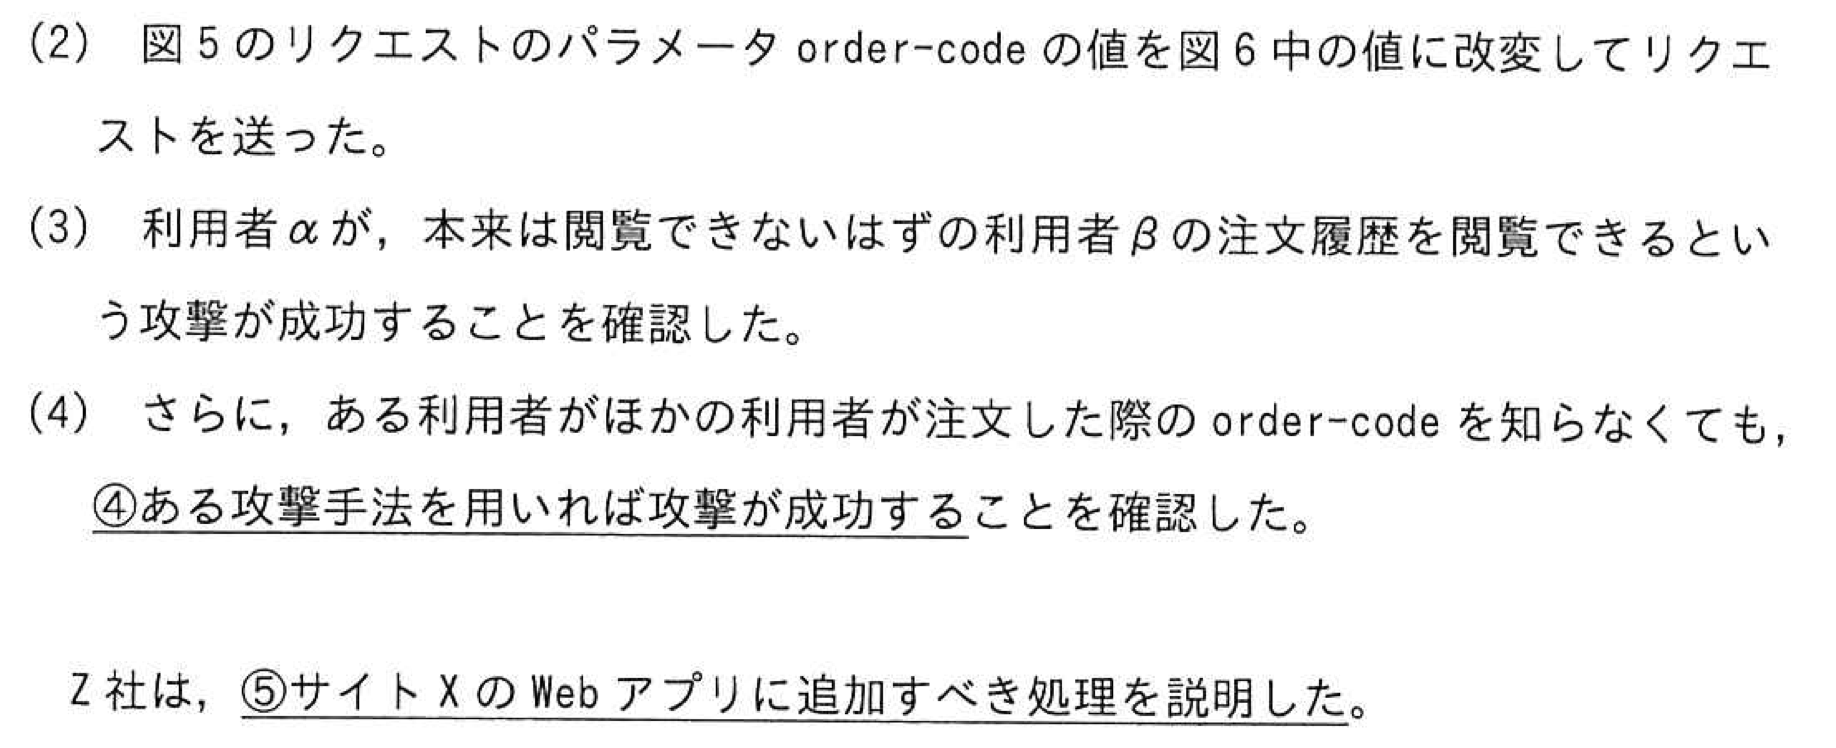 (2) 図5のリクエストのパラメータ order-code の値を図6中の値に改変してリクエ
ストを送った。
(3) 利用者αが，本来は閲覧できないはずの利用者βの注文履歴を閲覧できるとい
う攻撃が成功することを確認した。
(4) さらに，ある利用者がほかの利用者が注文した際の order-code を知らなくても，
④ある攻撃手法を用いれば攻撃が成功することを確認した。
Z社は，⑤サイトXのWebアプリに追加すべき処理を説明した。